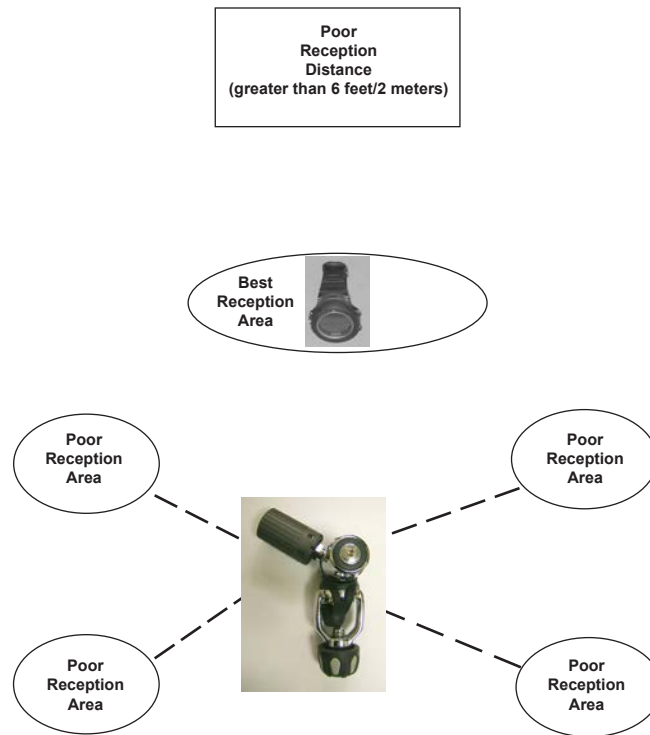 Poor
Reception
Distance
(greater than 6 feet/2 meters)
Best
Reception
Area
Poor
Reception
Area
Poor
Reception
Area
Poor
Reception
Area
Poor
Reception
Area